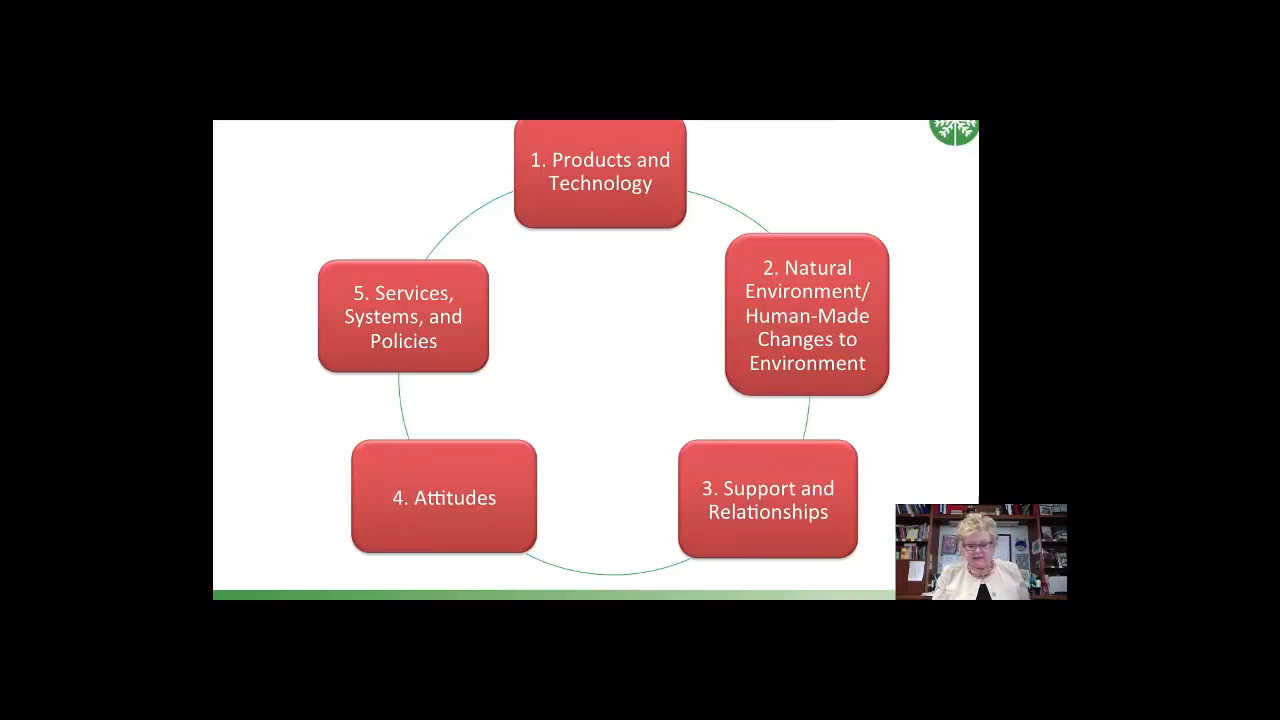 1. Products and
Technology
2. Natural
Environment/
Human-Made
Changes to
Environment
3. Support and
Relationships
4. Attitudes
5. Services,
Systems, and
Policies